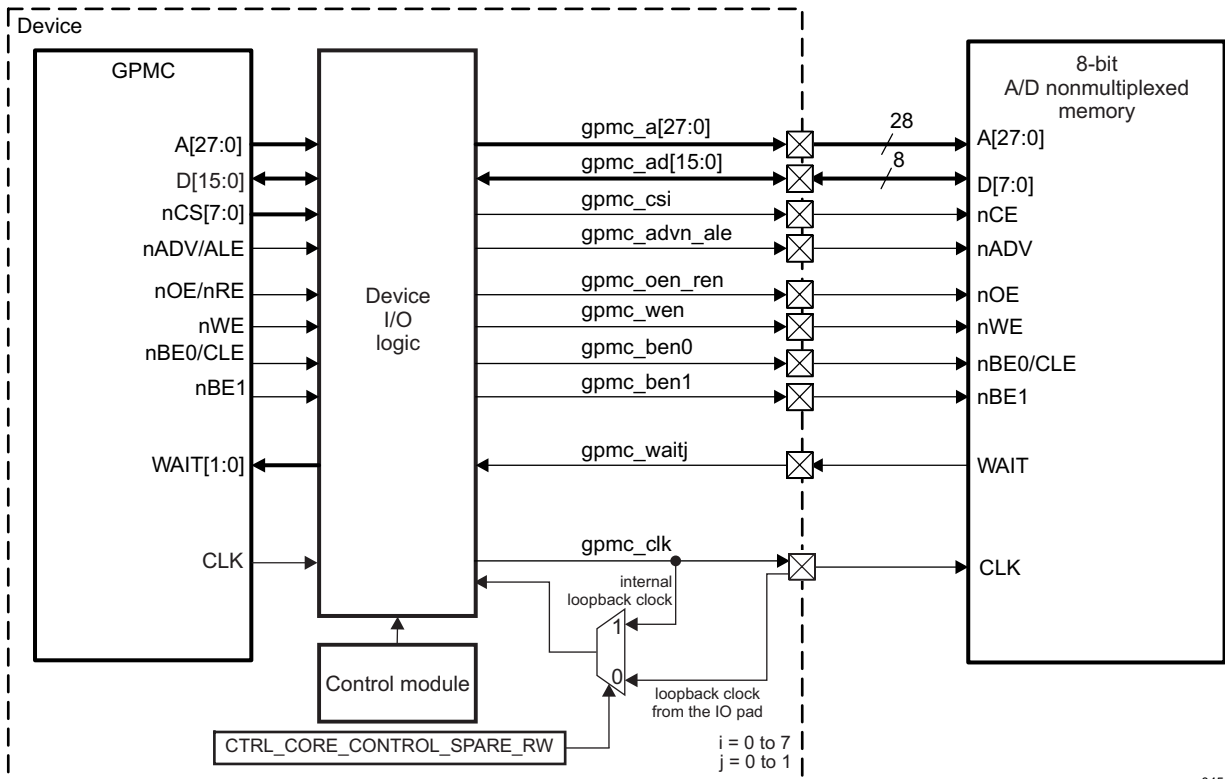 Device
GPMC
8-bit
A/D nonmultiplexed
memory
A[27:0]
gpmc_a[27:0]
28
A[27:0]
D[15:0]
gpmc_ad[15:0]
8
D[7:0]
nCS[7:0]
gpmc_csi
nCE
nADV/ALE
gpmc_advn_ale
nADV
nOE/nRE
gpmc_oen_ren
nOE
nWE
gpmc_wen
nWE
nBE0/CLE
gpmc_ben0
nBE0/CLE
nBE1
gpmc_ben1
nBE1
Device
I/O
logic
WAIT[1:0]
gpmc_waitj
WAIT
CLK
gpmc_clk
CLK
internal
loopback clock
1
0
Control module
loopback clock
from the IO pad
CTRL_CORE_CONTROL_SPARE_RW
i = 0 to 7
j = 0 to 1